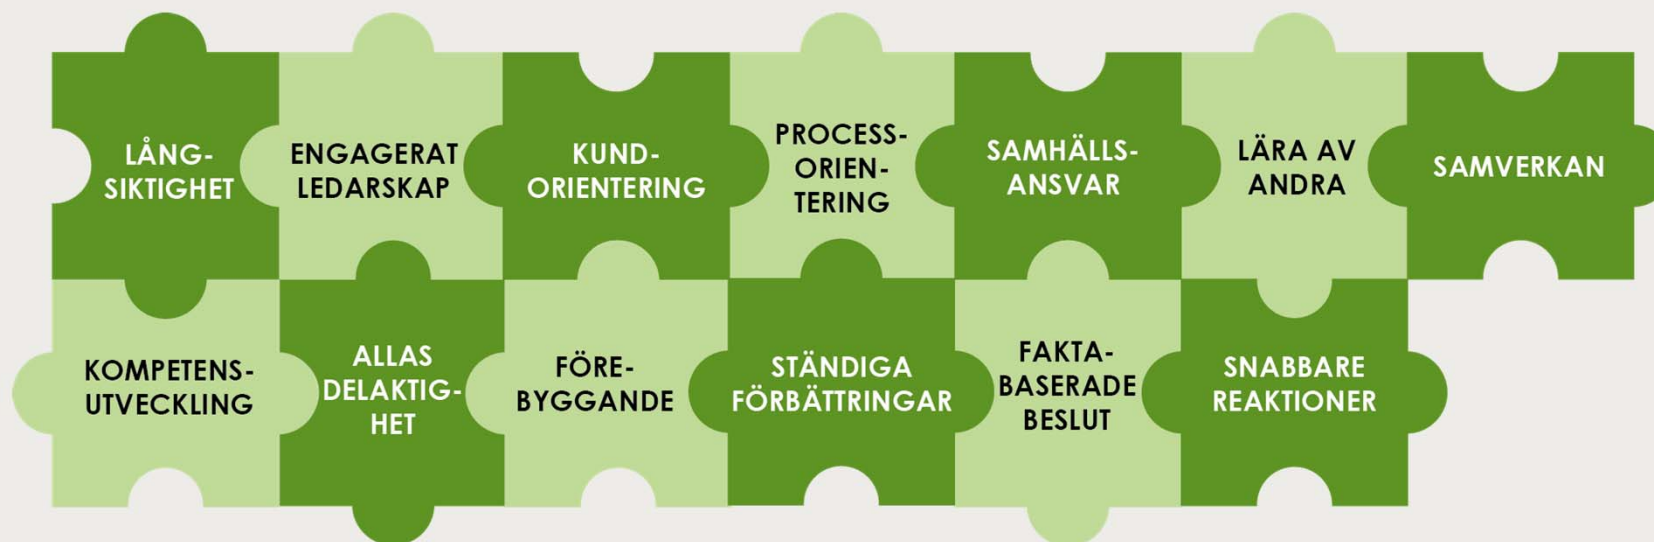 LÅNG-
SIKTIGHET
ENGAGERAT
LEDARSKAP
KUND-
ORIENTERING
PROCESS-
ORIEN-
TERING
SAMHÄLLS-
ANSVAR
LÄRA AV
ANDRA
SAMVERKAN
KOMPETENS-
UTVECKLING
ALLAS
DELAKTIG-
HET
FÖRE-
BYGGANDE
STÄNDIGA
FÖRBÄTTRINGAR
FAKTA-
BASERADE
BESLUT
SNABBARE
REAKTIONER